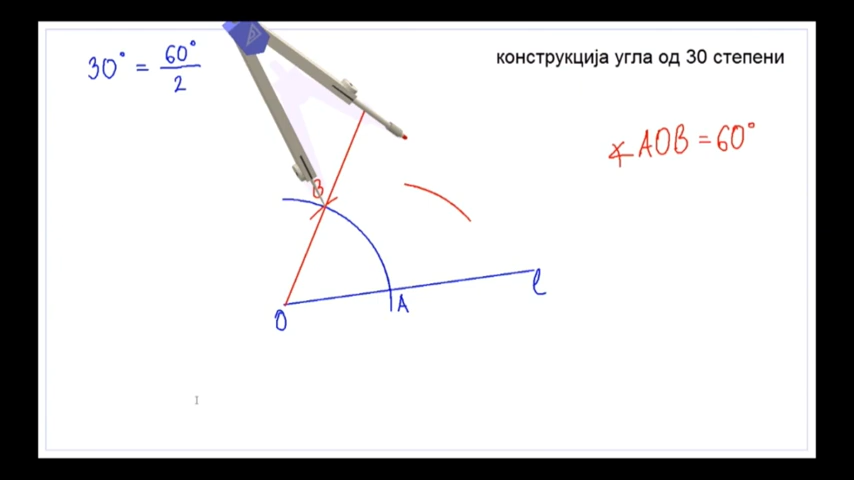 30° = 60° / 2
конструкција угла од 30 степени
∢AOB = 60°
B
O
A
l